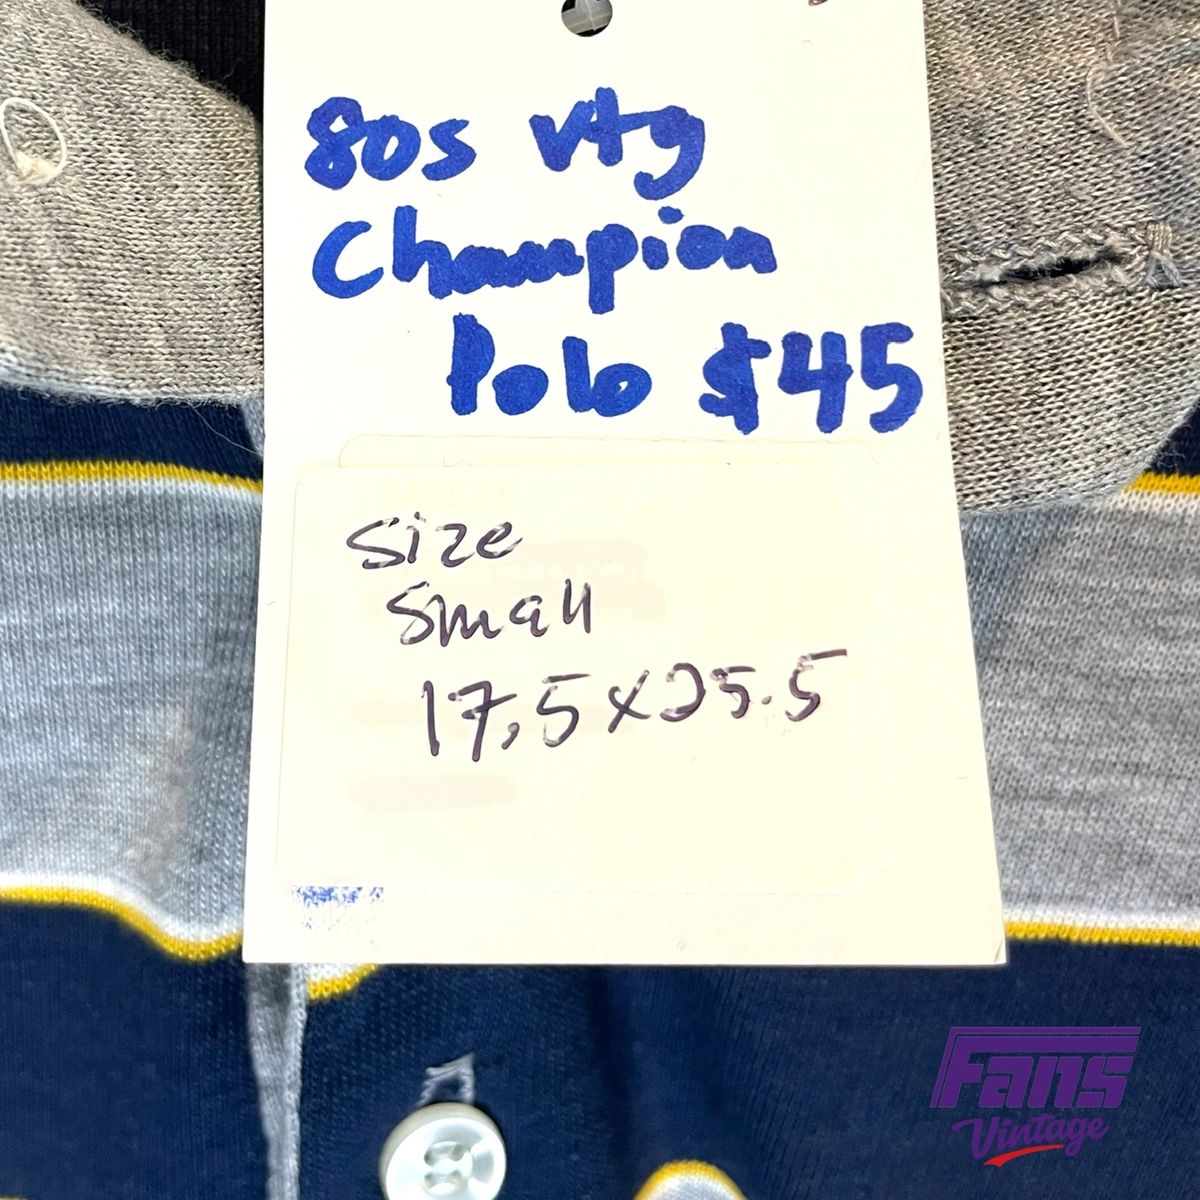 80s vtg
Champion
Polo $45
Size
Small
17.5x25.5
Fans
Vintage